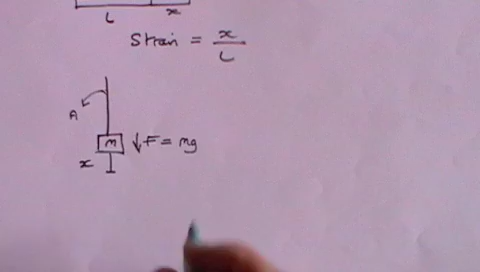 L x
Strain = x / L
A
m ↓ F = mg
x